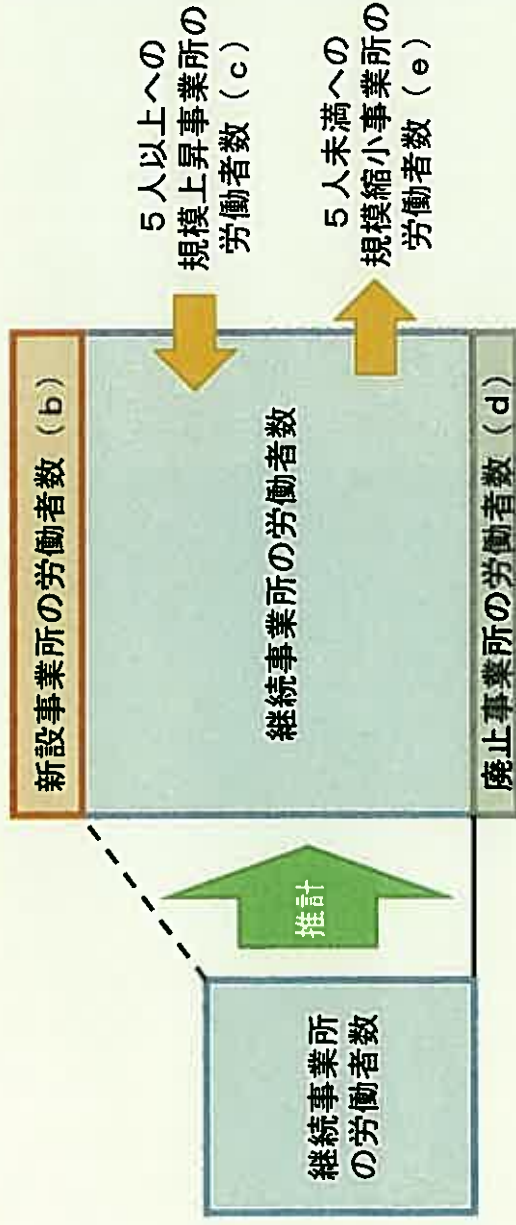 継続事業所
の労働者数
推計
新設事業所の労働者数（ｂ）
継続事業所の労働者数
廃止事業所の労働者数（ｄ）
５人以上への
規模上昇事業所の
労働者数（ｃ）
５人未満への
規模縮小事業所の
労働者数（ｅ）